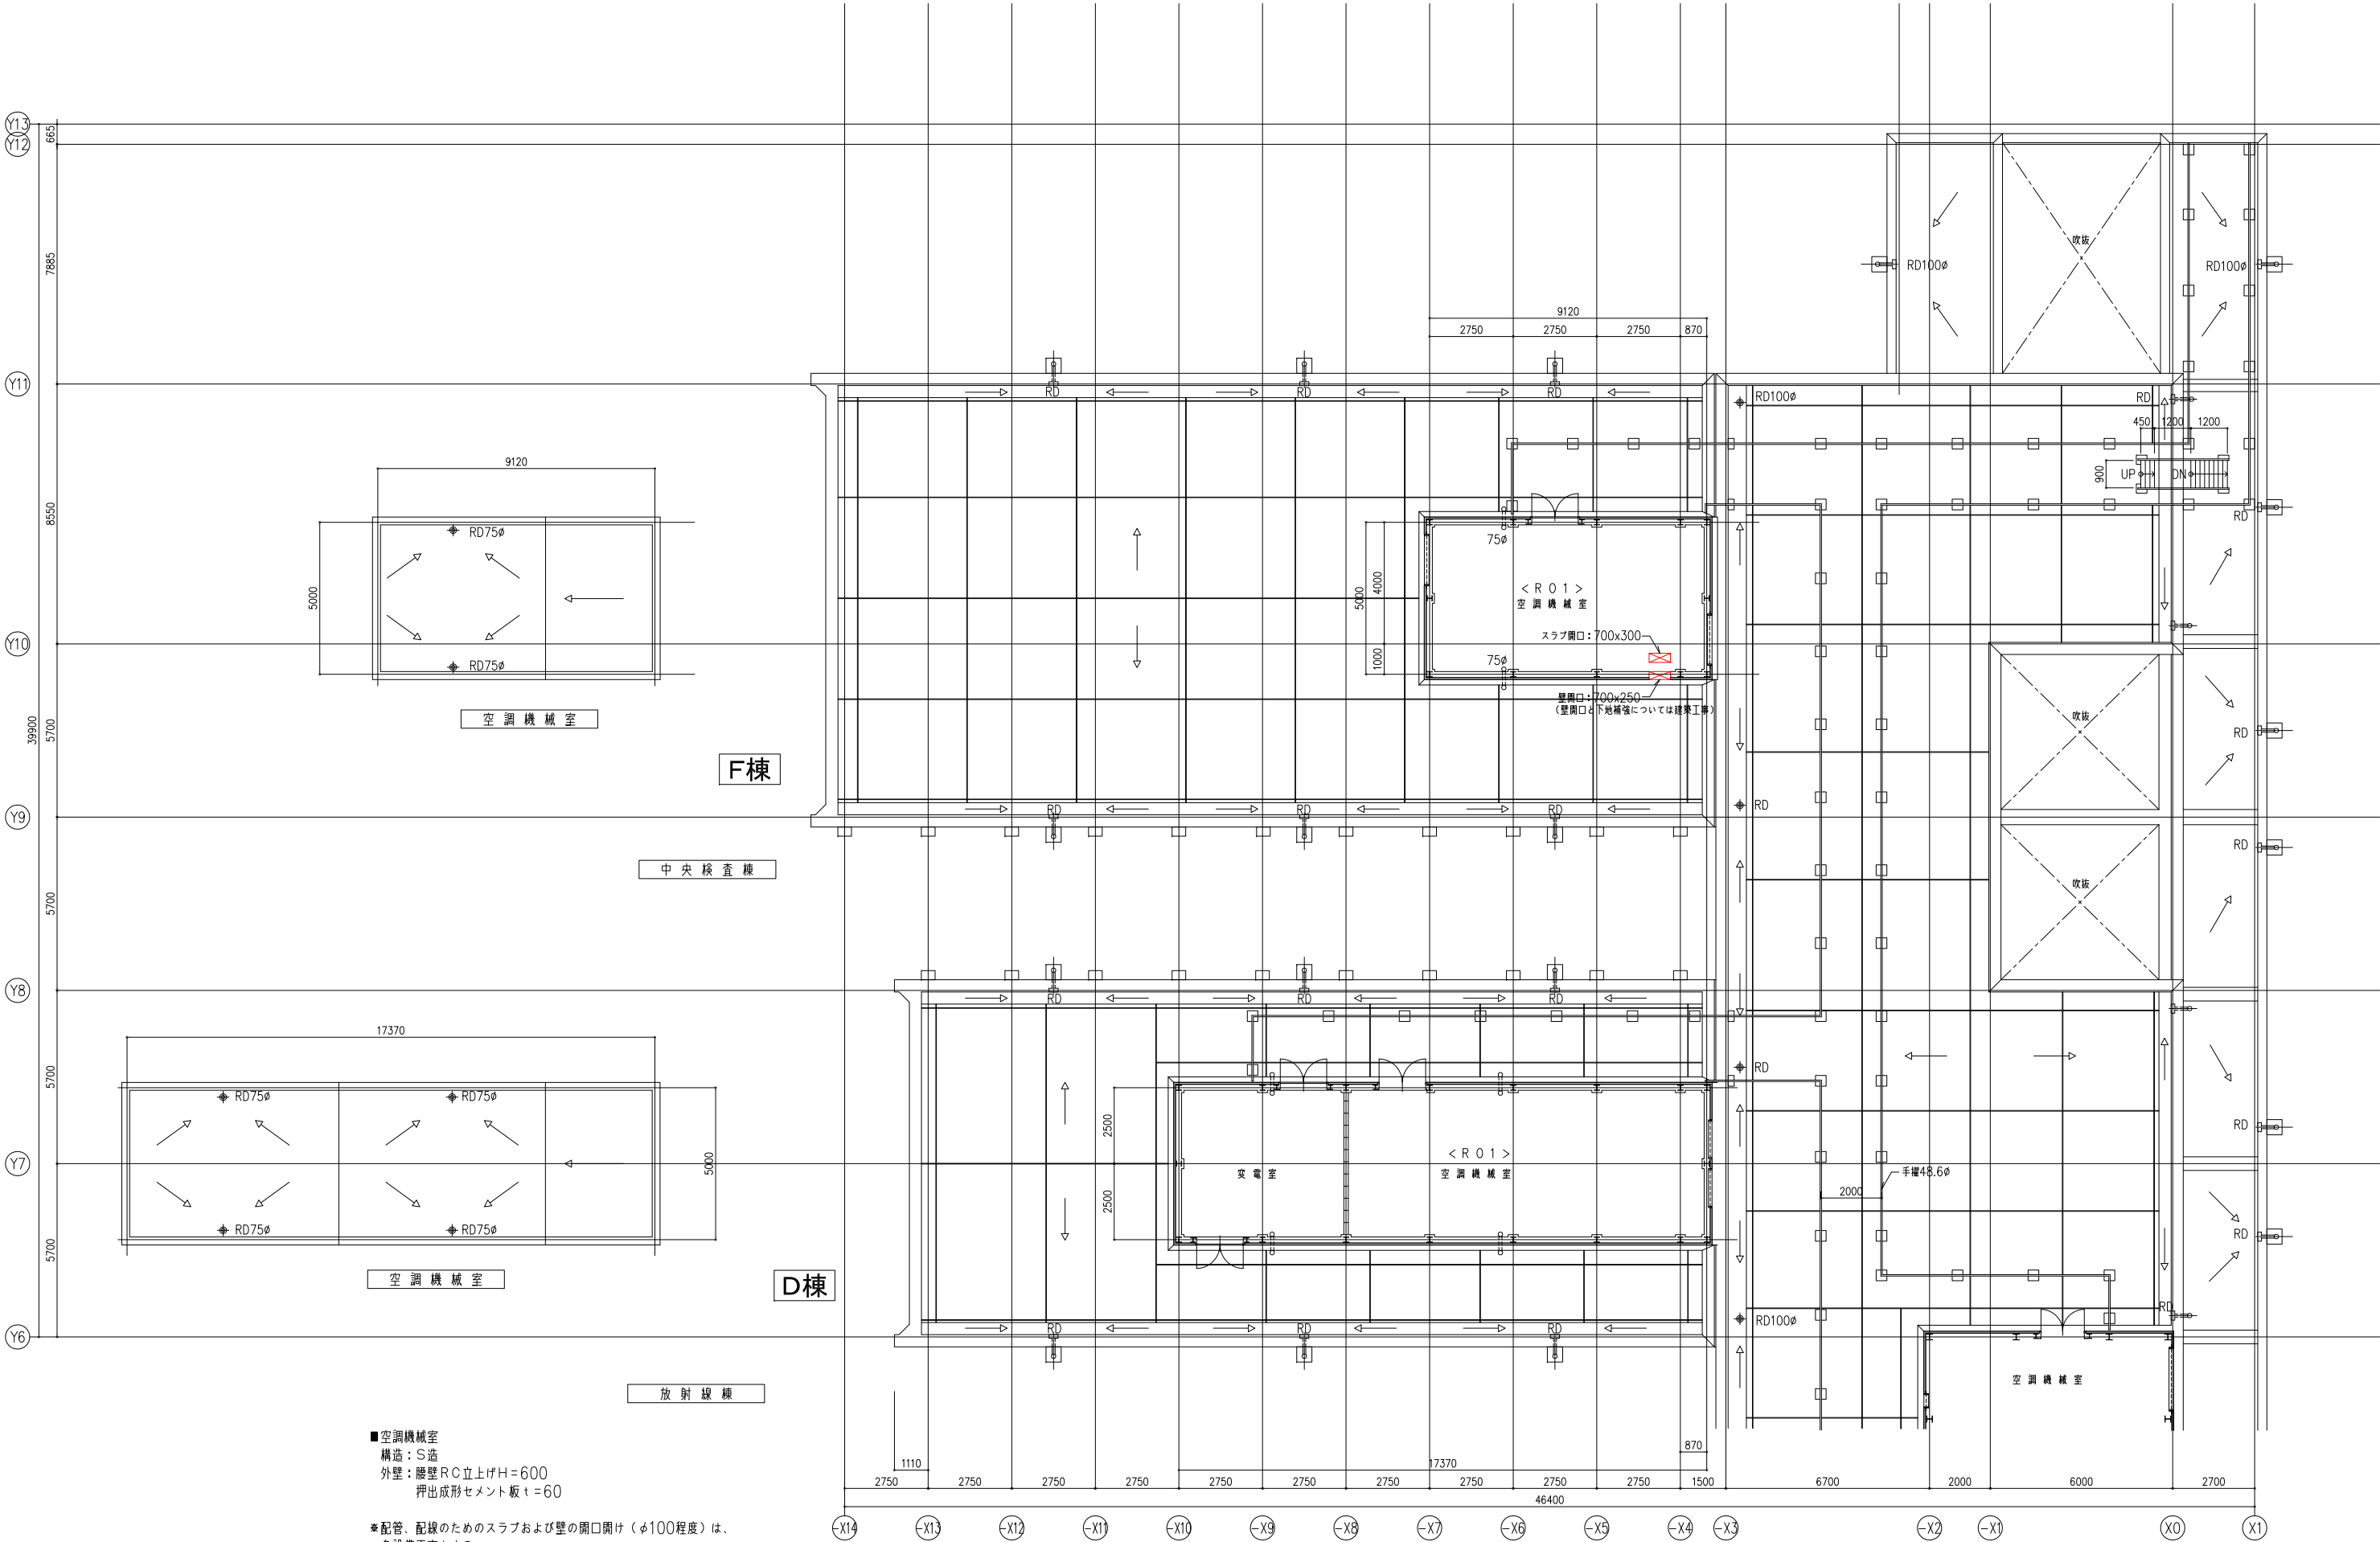 Y13
665
Y12
7885
RD100ø
吹抜
RD100ø
9120
2750 2750 2750 870
Y11
RD RD RD
RD100ø
RD
450 1200 1200
900
UP DN
RD
9120
8550
RD75ø
5000
RD75ø
75ø
<R01>
空調機械室
5000
4000
1000
スラブ開口：700x300
75ø
壁開口：700x250
(壁開口と下地補強については建築工事)
Y10
空調機械室
39900
5700
F棟
吹抜
RD
Y9
RD RD RD
RD
RD
中央検査棟
5700
吹抜
Y8
RD RD RD
17370
5700
RD75ø RD75ø
RD
RD
2500
<R01>
変電室
空調機械室
2500
5000
Y7
手摺48.6ø
2000
RD75ø RD75ø
5700
RD
空調機械室
D棟
RD
RD100ø
Y6
RD RD RD
放射線棟
空調機械室
■空調機械室
構造：S造
外壁：腰壁RC立上げH=600
押出成形セメント板t=60
※配管、配線のためのスラブおよび壁の開口開け（φ100程度）は、
870
1110
17370
2750 2750 2750 2750 2750 2750 2750 2750 2750 2750 1500 6700 2000 6000 2700
46400
-X14 -X13 -X12 -X11 -X10 -X9 -X8 -X7 -X6 -X5 -X4 -X3 -X2 -X1 X0 X1